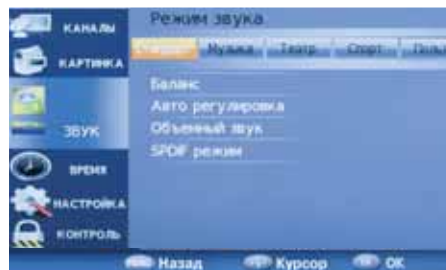 Режим звука
Музыка Театр Спорт
КАНАЛЫ
КАРТИНКА
ЗВУК
ВРЕМЯ
НАСТРОЙКА
КОНТРОЛЬ
Баланс
Авто регулировка
Объемный звук
SPDIF режим
Назад Курсор OK